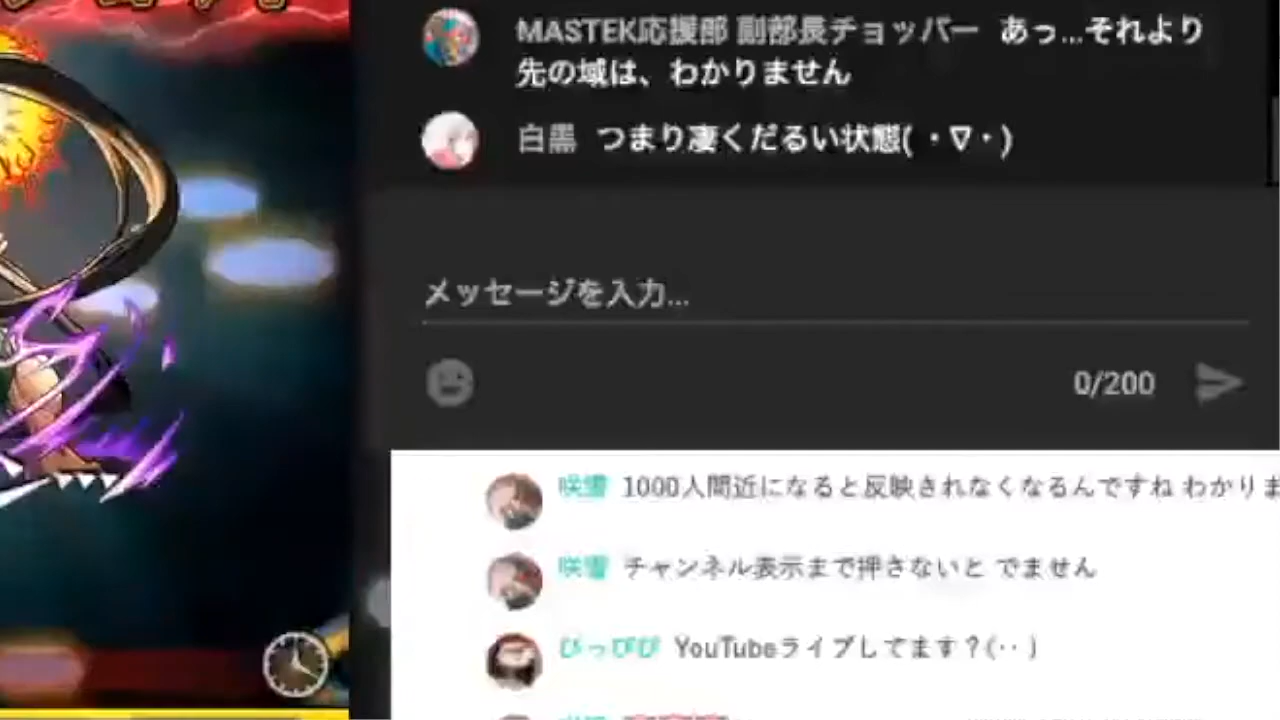 MASTEK応援部 副部長チョッパー あっ...それより
先の域は、わかりません
白黒 つまり凄くだるい状態( ・∇・)
メッセージを入力...
0/200
咲雪 1000人間近になると反映されなくなるんですね わかりま
咲雪 チャンネル表示まで押さないと でません
ぴっぴぴ YouTubeライブしてます？(‥ )